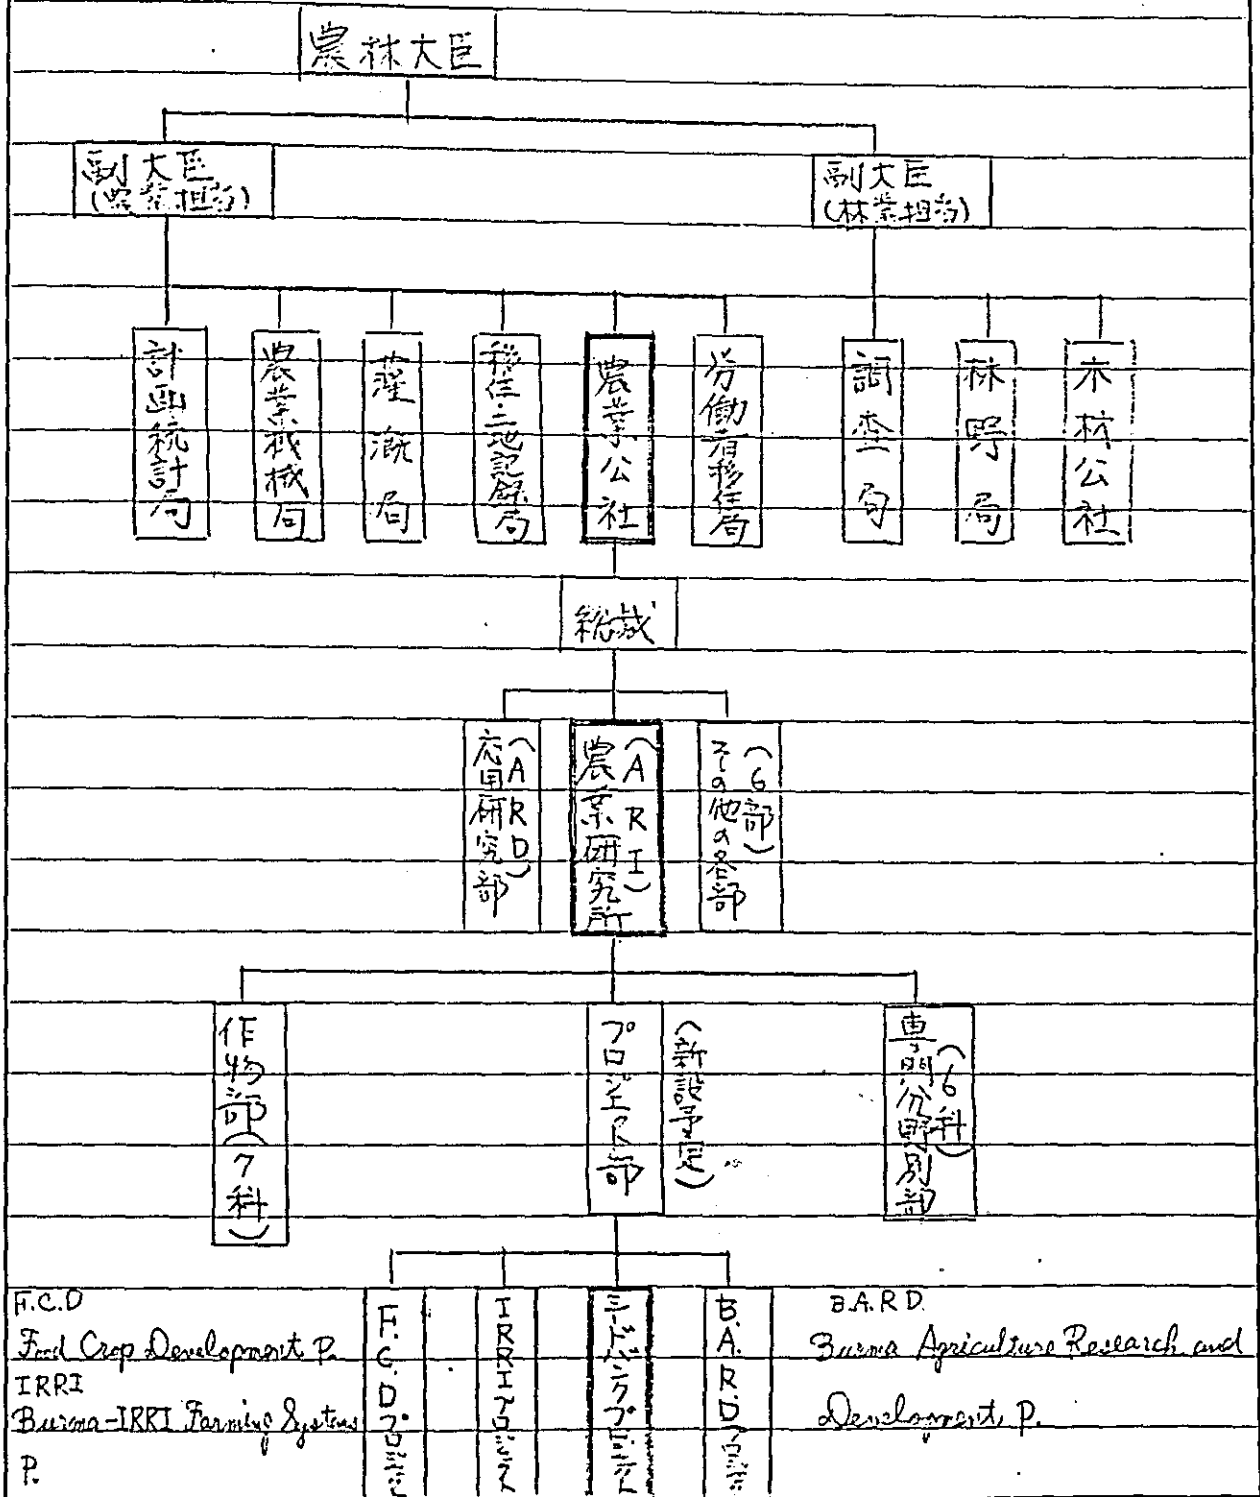 農林大臣
副大臣
(農業担当)
副大臣
(林業担当)
計画統計局
農業機械局
灌漑局
移住・土地記録局
農業公社
労働者移住局
調査局
林野局
木材公社
総裁
応用研究部
(ARD)
農業研究所
(ARI)
その他の各部
(6部)
作物部(7科)
プロジェクト部
(新設予定)
専門分野別部
(6科)
F.C.D
Food Crop Development P.
IRRI
Burma-IRRI Farming Systems
P.
F.C.Dプロジェクト
IRRIプロジェクト
シードバンクプロジェクト
B.A.R.Dプロジェクト
B.A.R.D.
Burma Agriculture Research and
Development P.